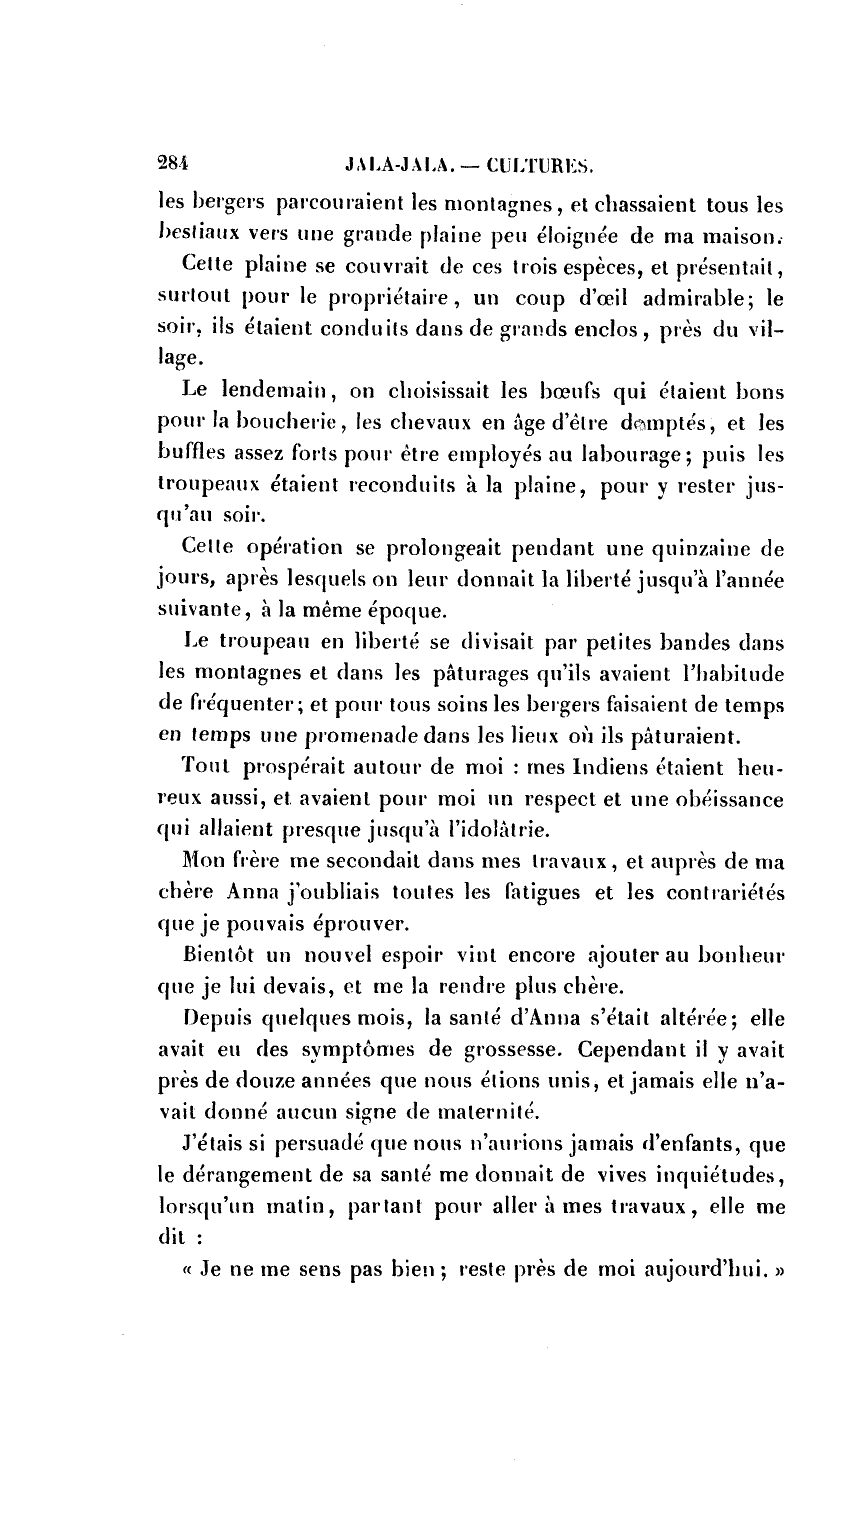 284 JALA-JALA. — CULTURES.
les bergers parcouraient les montagnes, et chassaient tous les
bestiaux vers une grande plaine peu éloignée de ma maison.
Cette plaine se couvrait de ces trois espèces, et présentait,
surtout pour le propriétaire, un coup d'œil admirable; le
soir, ils étaient conduits dans de grands enclos, près du vil-
lage.
Le lendemain, on choisissait les bœufs qui étaient bons
pour la boucherie, les chevaux en âge d'être domptés, et les
buffles assez forts pour être employés au labourage; puis les
troupeaux étaient reconduits à la plaine, pour y rester jus-
qu'au soir.
Cette opération se prolongeait pendant une quinzaine de
jours, après lesquels on leur donnait la liberté jusqu'à l'année
suivante, à la même époque.
Le troupeau en liberté se divisait par petites bandes dans
les montagnes et dans les pâturages qu'ils avaient l'habitude
de fréquenter; et pour tous soins les bergers faisaient de temps
en temps une promenade dans les lieux où ils pâturaient.
Tout prospérait autour de moi : mes Indiens étaient heu-
reux aussi, et avaient pour moi un respect et une obéissance
qui allaient presque jusqu'à l'idolâtrie.
Mon frère me secondait dans mes travaux, et auprès de ma
chère Anna j'oubliais toutes les fatigues et les contrariétés
que je pouvais éprouver.
Bientôt un nouvel espoir vint encore ajouter au bonheur
que je lui devais, et me la rendre plus chère.
Depuis quelques mois, la santé d'Anna s'était altérée; elle
avait eu des symptômes de grossesse. Cependant il y avait
près de douze années que nous étions unis, et jamais elle n'a-
vait donné aucun signe de maternité.
J'étais si persuadé que nous n'aurions jamais d'enfants, que
le dérangement de sa santé me donnait de vives inquiétudes,
lorsqu'un matin, partant pour aller à mes travaux, elle me
dit :
« Je ne me sens pas bien; reste près de moi aujourd'hui. »